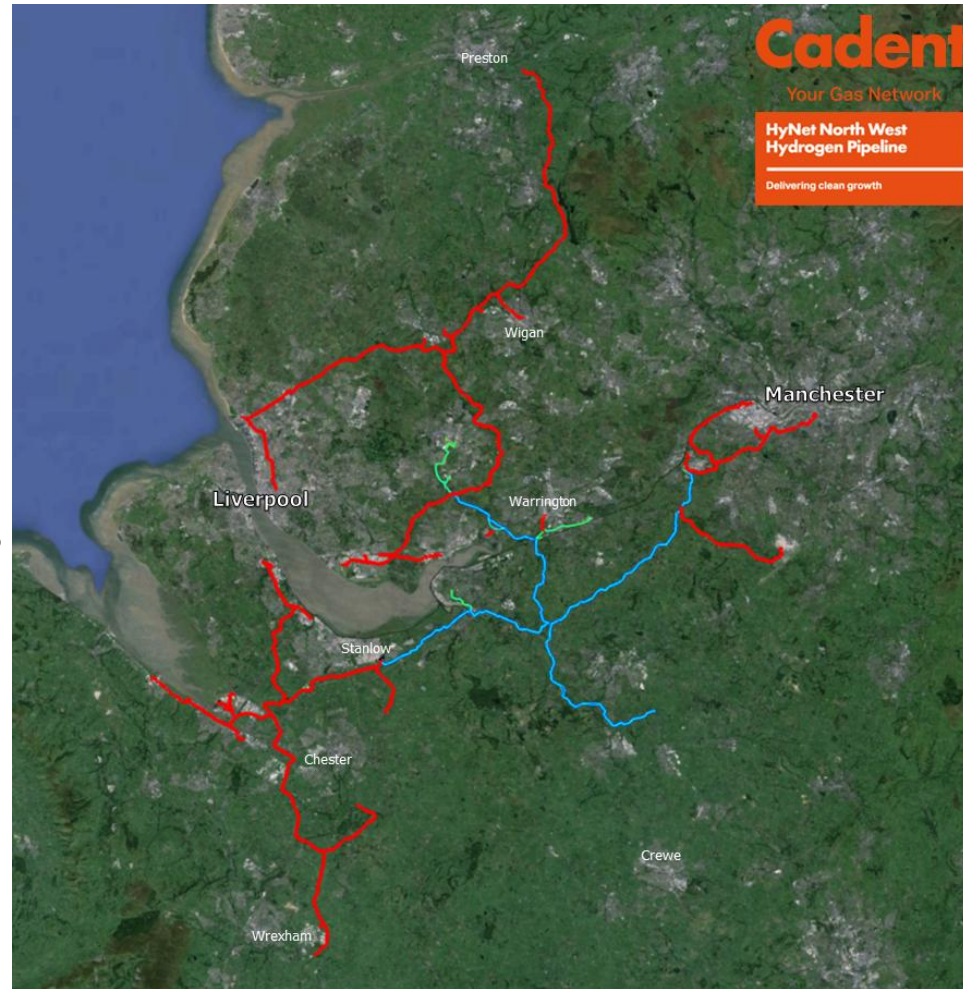 Preston
Cadent
Your Gas Network
HyNet North West
Hydrogen Pipeline
Delivering clean growth
Wigan
Manchester
Liverpool
Warrington
Stanlow
Chester
Crewe
Wrexham